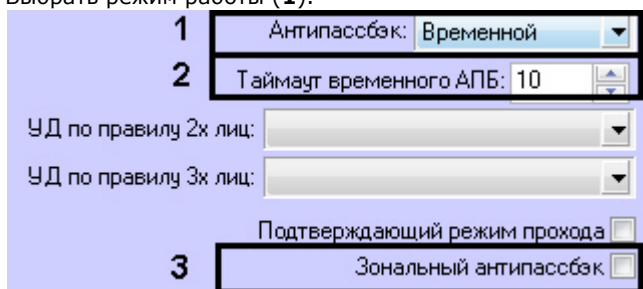 Выбрать режим работы (1).
1 Антипассбэк: Временной
2 Таймаут временного АПБ: 10
УД по правилу 2х лиц:
УД по правилу 3х лиц:
Подтверждающий режим прохода
3 Зональный антипассбэк